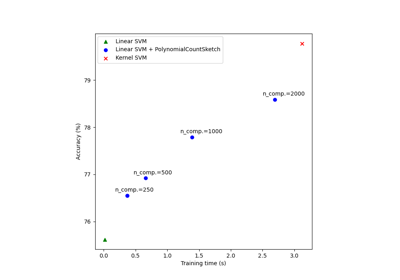 Linear SVM
Linear SVM + PolynomialCountSketch
Kernel SVM
79
78
77
76
Accuracy (%)
n_comp.=2000
n_comp.=1000
n_comp.=500
n_comp.=250
0.0 0.5 1.0 1.5 2.0 2.5 3.0
Training time (s)